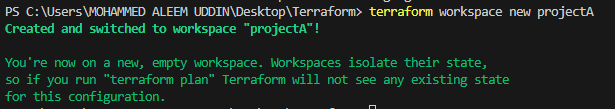 PS C:\Users\MOHAMMED ALEEM UDDIN\Desktop\Terraform> terraform workspace new projectA
Created and switched to workspace "projectA"!
You're now on a new, empty workspace. Workspaces isolate their state,
so if you run "terraform plan" Terraform will not see any existing state
for this configuration.